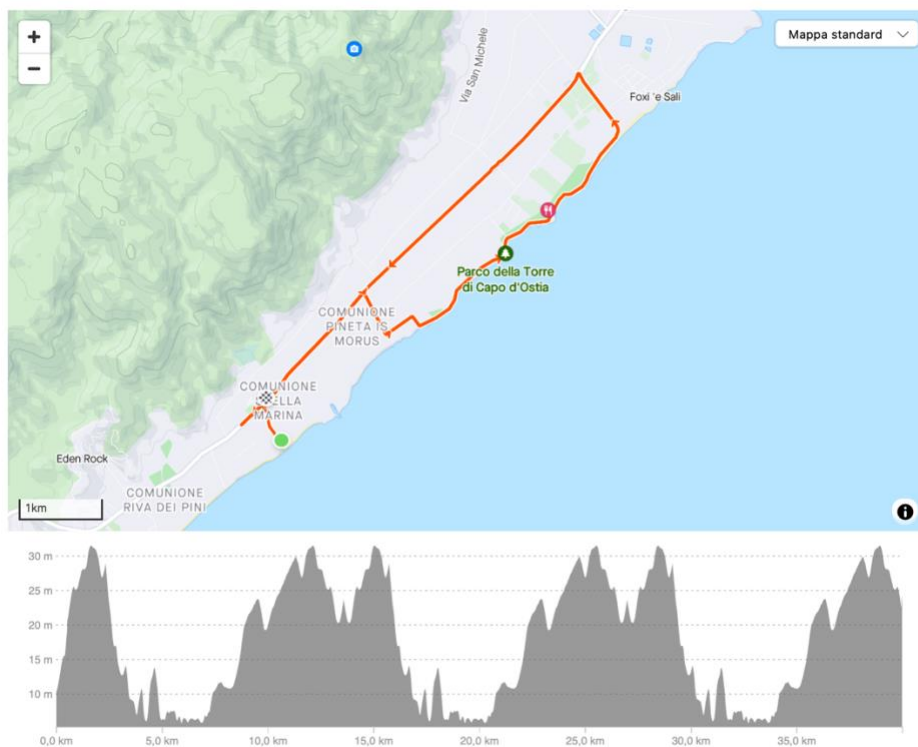 +
−
Mappa standard
Via San Michele
Foxi 'e Sali
Parco della Torre
di Capo d'Ostia
COMUNIONE
PINETA IS
MORUS
COMUNIONE
DELLA
MARINA
Eden Rock
COMUNIONE
RIVA DEI PINI
1km
30 m
25 m
20 m
15 m
10 m
0,0 km
5,0 km
10,0 km
15,0 km
20,0 km
25,0 km
30,0 km
35,0 km